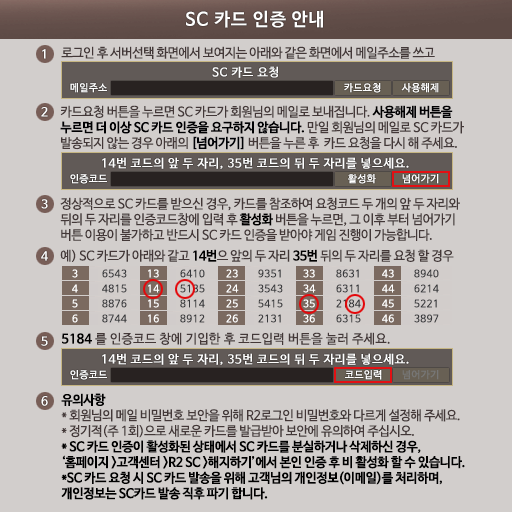 SC 카드 인증 안내
1 로그인 후 서버선택 화면에서 보여지는 아래와 같은 화면에서 메일주소를 쓰고
SC 카드 요청
메일주소 카드요청 사용해제
2 카드요청 버튼을 누르면 SC 카드가 회원님의 메일로 보내집니다. 사용해제 버튼을
누르면 더 이상 SC 카드 인증을 요구하지 않습니다. 만일 회원님의 메일로 SC 카드가
발송되지 않는 경우 아래의 [넘어가기] 버튼을 누른 후 카드 요청을 다시 해 주세요.
14번 코드의 앞 두 자리, 35번 코드의 뒤 두 자리를 넣으세요.
인증코드 활성화 넘어가기
3 정상적으로 SC 카드를 받으신 경우, 카드를 참조하여 요청코드 두 개의 앞 두 자리와
뒤의 두 자리를 인증코드창에 입력 후 활성화 버튼을 누르면, 그 이후 부터 넘어가기
버튼 이용이 불가하고 반드시 SC 카드 인증을 받아야 게임 진행이 가능합니다.
4 예) SC 카드가 아래와 같고 14번으 앞의 두 자리 35번 뒤의 두 자리를 요청 할 경우
3 6543 13 6410 23 9351 33 8631 43 8940
4 4815 14 5185 24 3543 34 6311 44 6214
5 8876 15 8114 25 5415 35 2184 45 5221
6 8744 16 8912 26 2131 36 6315 46 3897
5 5184 를 인증코드 창에 기입한 후 코드입력 버튼을 눌러 주세요.
14번 코드의 앞 두 자리, 35번 코드의 뒤 두 자리를 넣으세요.
인증코드 코드입력 넘어가기
6 유의사항
* 회원님의 메일 비밀번호 보안을 위해 R2로그인 비밀번호와 다르게 설정해 주세요.
* 정기적(주 1회)으로 새로운 카드를 발급받아 보안에 유의하여 주십시오.
* SC 카드 인증이 활성화된 상태에서 SC 카드를 분실하거나 삭제하신 경우,
'홈페이지 >고객센터 >R2 SC >해지하기'에서 본인 인증 후 비 활성화 할 수 있습니다.
*SC 카드 요청 시 SC 카드 발송을 위해 고객님의 개인정보(이메일)를 처리하며,
개인정보는 SC카드 발송 직후 파기 합니다.